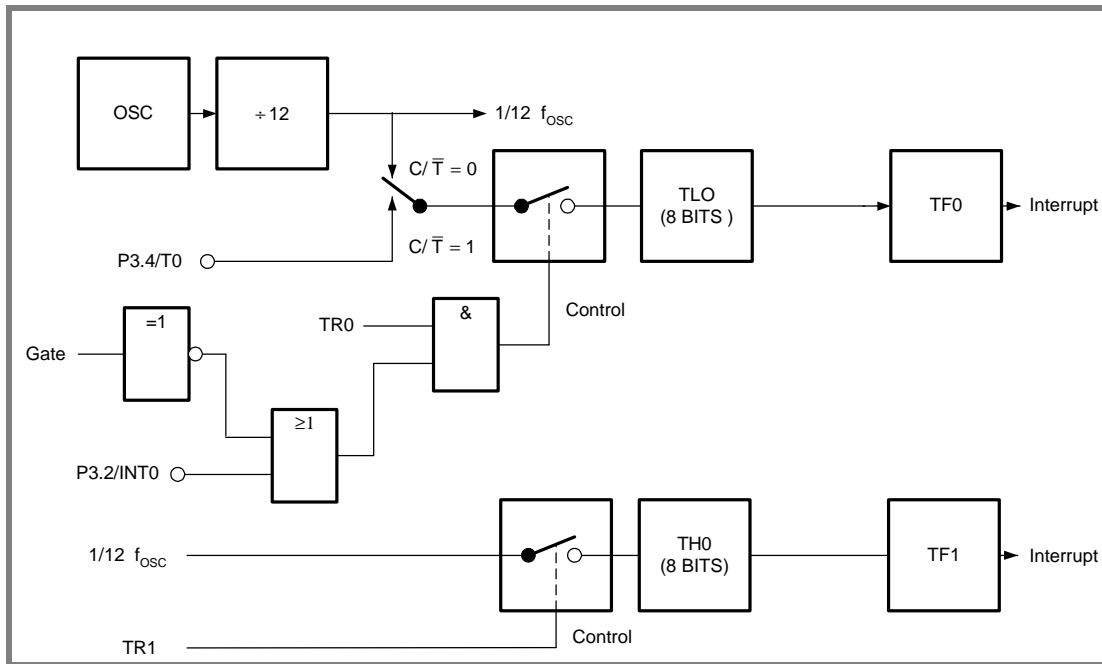 OSC
÷ 12
1/12 fOSC
C/T̅ = 0
TLO
(8 BITS )
TF0
Interrupt
C/T̅ = 1
P3.4/T0
Control
=1
TR0
&
Gate
≥1
P3.2/INT0
1/12 fOSC
TH0
(8 BITS)
TF1
Interrupt
Control
TR1